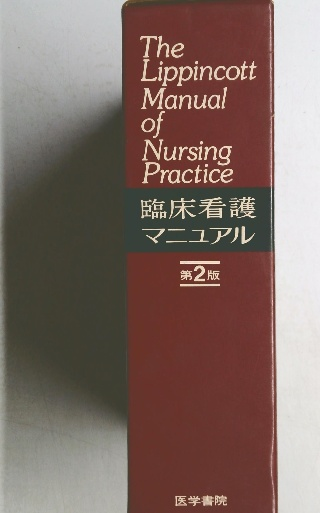 The
Lippincott
Manual
of
Nursing
Practice
臨床看護
マニュアル
第2版
医学書院